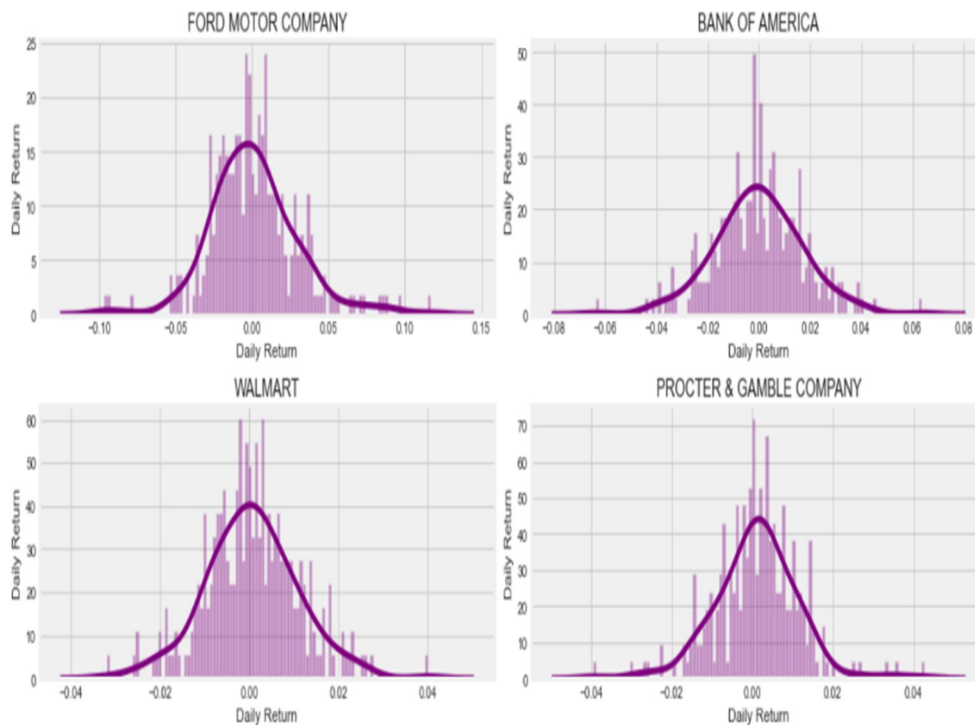 FORD MOTOR COMPANY
25
20
15
10
5
0
Daily Return
−0.10 −0.05 0.00 0.05 0.10 0.15
Daily Return
BANK OF AMERICA
50
40
30
20
10
0
Daily Return
−0.08 −0.06 −0.04 −0.02 0.00 0.02 0.04 0.06 0.08
Daily Return
WALMART
60
50
40
30
20
10
0
Daily Return
−0.04 −0.02 0.00 0.02 0.04
Daily Return
PROCTER & GAMBLE COMPANY
70
60
50
40
30
20
10
0
Daily Return
−0.04 −0.02 0.00 0.02 0.04
Daily Return